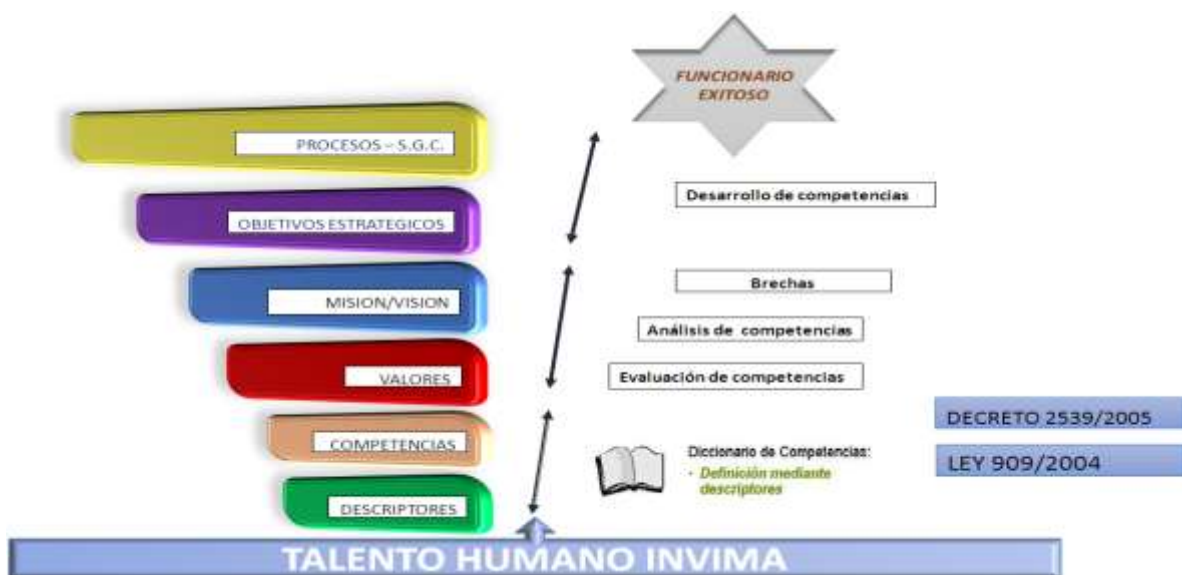 FUNCIONARIO
EXITOSO
PROCESOS – S.G.C.
Desarrollo de competencias
OBJETIVOS ESTRATEGICOS
Brechas
MISION/VISION
Análisis de competencias
VALORES
Evaluación de competencias
DECRETO 2539/2005
COMPETENCIAS
Diccionario de Competencias:
- Definición mediante
descriptores
LEY 909/2004
DESCRIPTORES
TALENTO HUMANO INVIMA